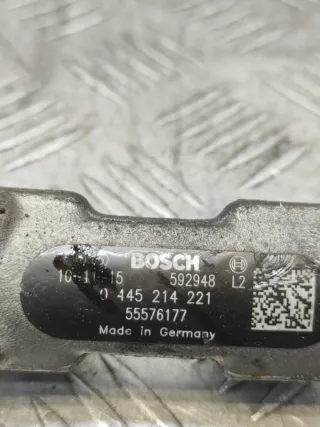 BOSCH
592948 L2
0 445 214 221
55576177
Made in Germany